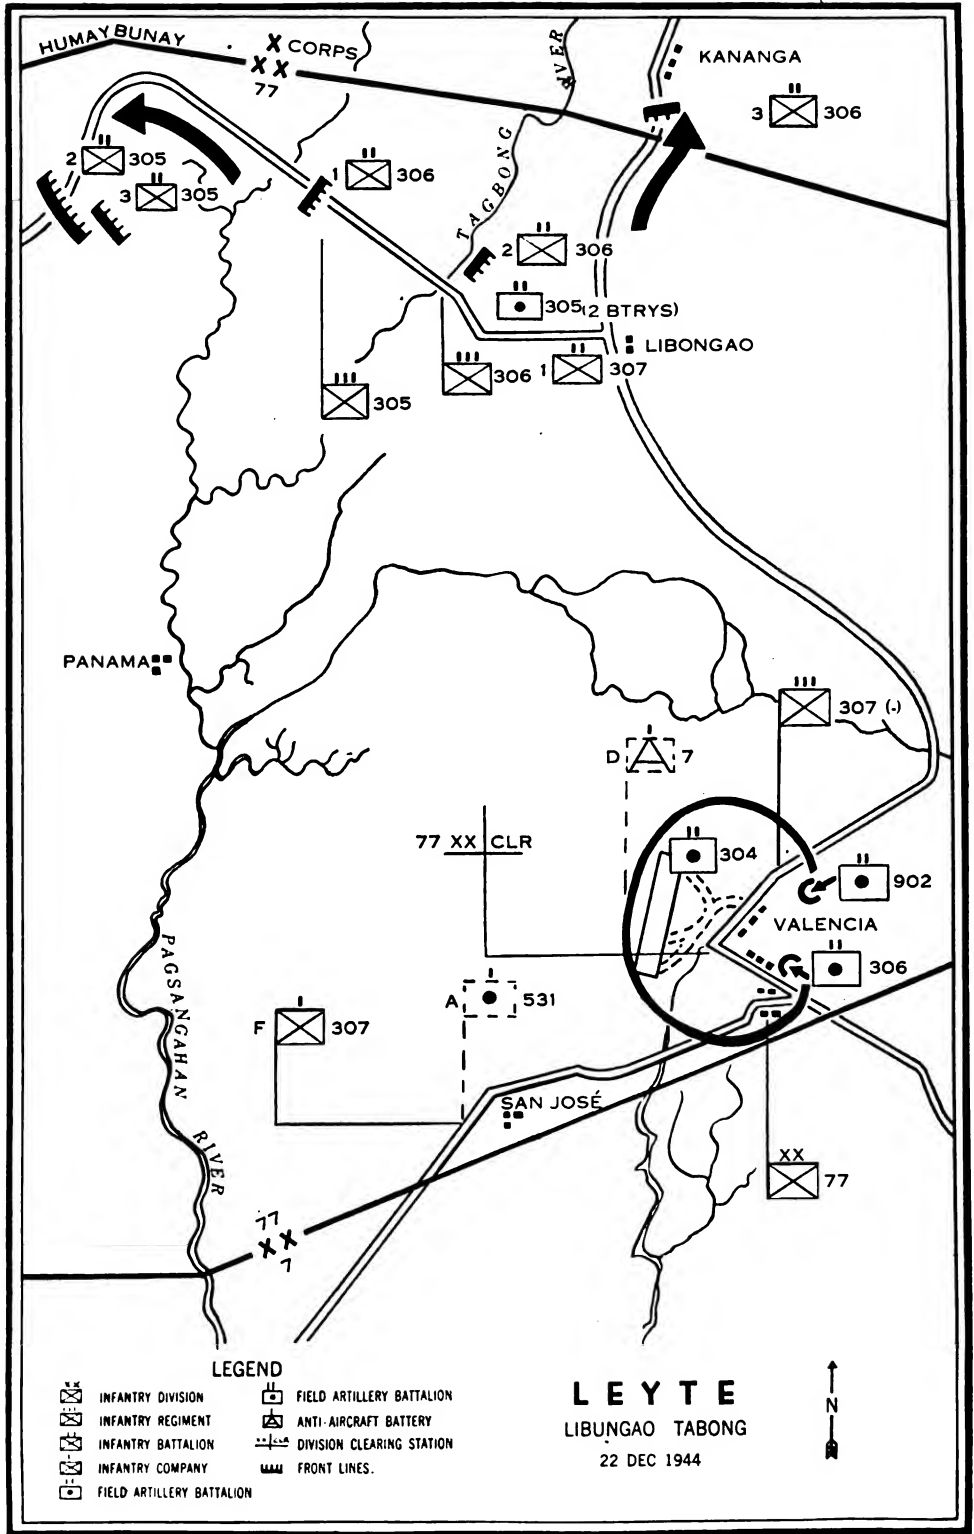 HUMAY BUNAY
X CORPS
XX
77
KANANGA
3 306
2 305
3 305
1 306
TAGBONG RIVER
2 306
305 (2 BTRYS)
LIBONGAO
305
306
1 307
PANAMA
307 (-)
D 7
77 XX CLR
304
902
VALENCIA
306
A 531
F 307
PAGSANGAHAN RIVER
SAN JOSÉ
XX
77
77
XX
7
LEGEND
INFANTRY DIVISION
INFANTRY REGIMENT
INFANTRY BATTALION
INFANTRY COMPANY
FIELD ARTILLERY BATTALION
FIELD ARTILLERY BATTALION
ANTI-AIRCRAFT BATTERY
DIVISION CLEARING STATION
FRONT LINES.
LEYTE
LIBUNGAO TABONG
22 DEC 1944
N